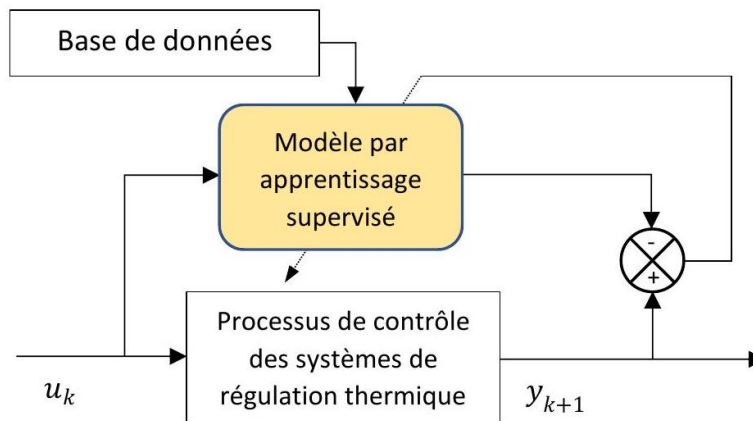 Base de données
Modèle par
apprentissage
supervisé
-
+
Processus de contrôle
des systèmes de
régulation thermique
u_k
y_{k+1}